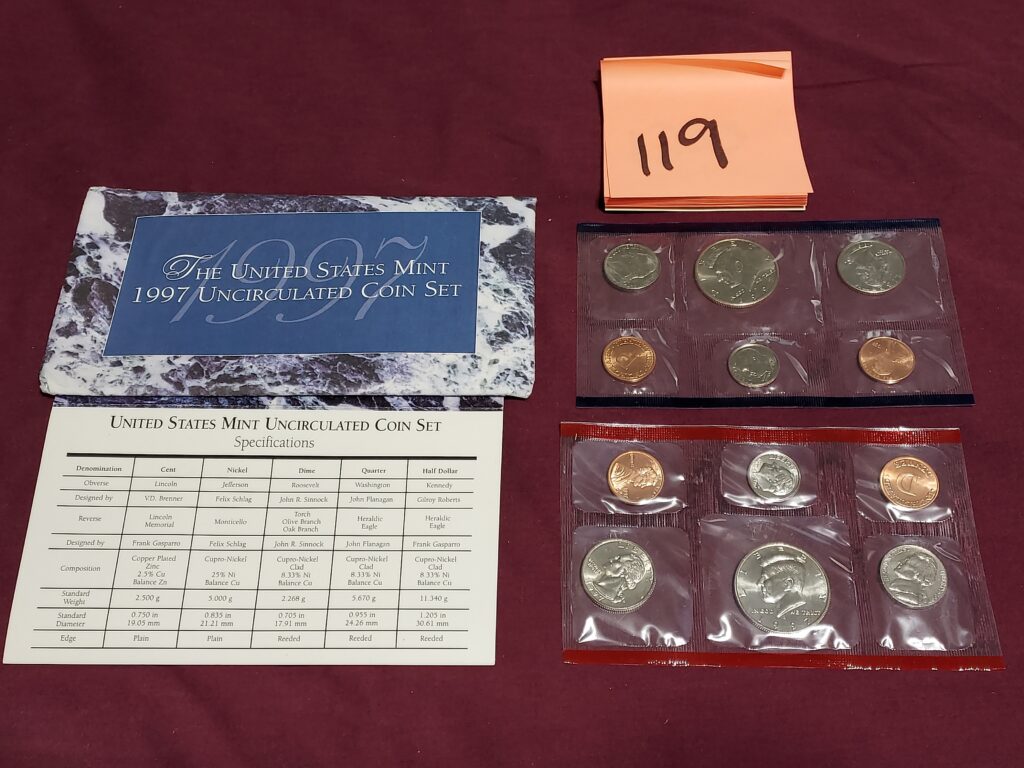 119
1997
THE UNITED STATES MINT
1997 UNCIRCULATED COIN SET
UNITED STATES MINT UNCIRCULATED COIN SET
Specifications
Denomination Cent Nickel Dime Quarter Half Dollar
Obverse Lincoln Jefferson Roosevelt Washington Kennedy
Designed by V.D. Brenner Felix Schlag John R. Sinnock John Flanagan Gilroy Roberts
Reverse Lincoln Memorial Monticello Torch Olive Branch Oak Branch Heraldic Eagle Heraldic Eagle
Designed by Frank Gasparro Felix Schlag John R. Sinnock John Flanagan Frank Gasparro
Composition Copper Plated Zinc 2.5% Cu Balance Zn Cupro-Nickel 25% Ni Balance Cu Cupro-Nickel Clad 8.33% Ni Balance Cu Cupro-Nickel Clad 8.33% Ni Balance Cu Cupro-Nickel Clad 8.33% Ni Balance Cu
Standard Weight 2.500 g 5.000 g 2.268 g 5.670 g 11.340 g
Standard Diameter 0.750 in 19.05 mm 0.835 in 21.21 mm 0.705 in 17.91 mm 0.955 in 24.26 mm 1.205 in 30.61 mm
Edge Plain Plain Reeded Reeded Reeded
D
IN GOD WE TRUST
1997